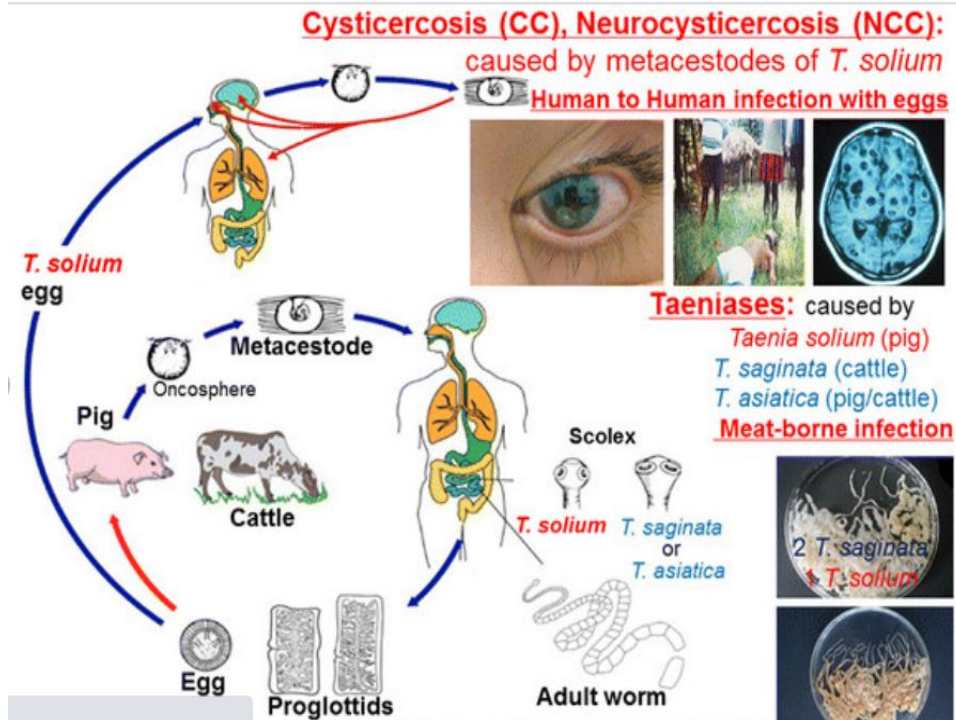 Cysticercosis (CC), Neurocysticercosis (NCC):
caused by metacestodes of T. solium
Human to Human infection with eggs
T. solium
egg
Metacestode
Oncosphere
Pig
Cattle
Taeniases: caused by
Taenia solium (pig)
T. saginata (cattle)
T. asiatica (pig/cattle)
Meat-borne infection
Scolex
T. solium
T. saginata
or
T. asiatica
2 T. saginata
1 T. solium
Egg
Proglottids
Adult worm